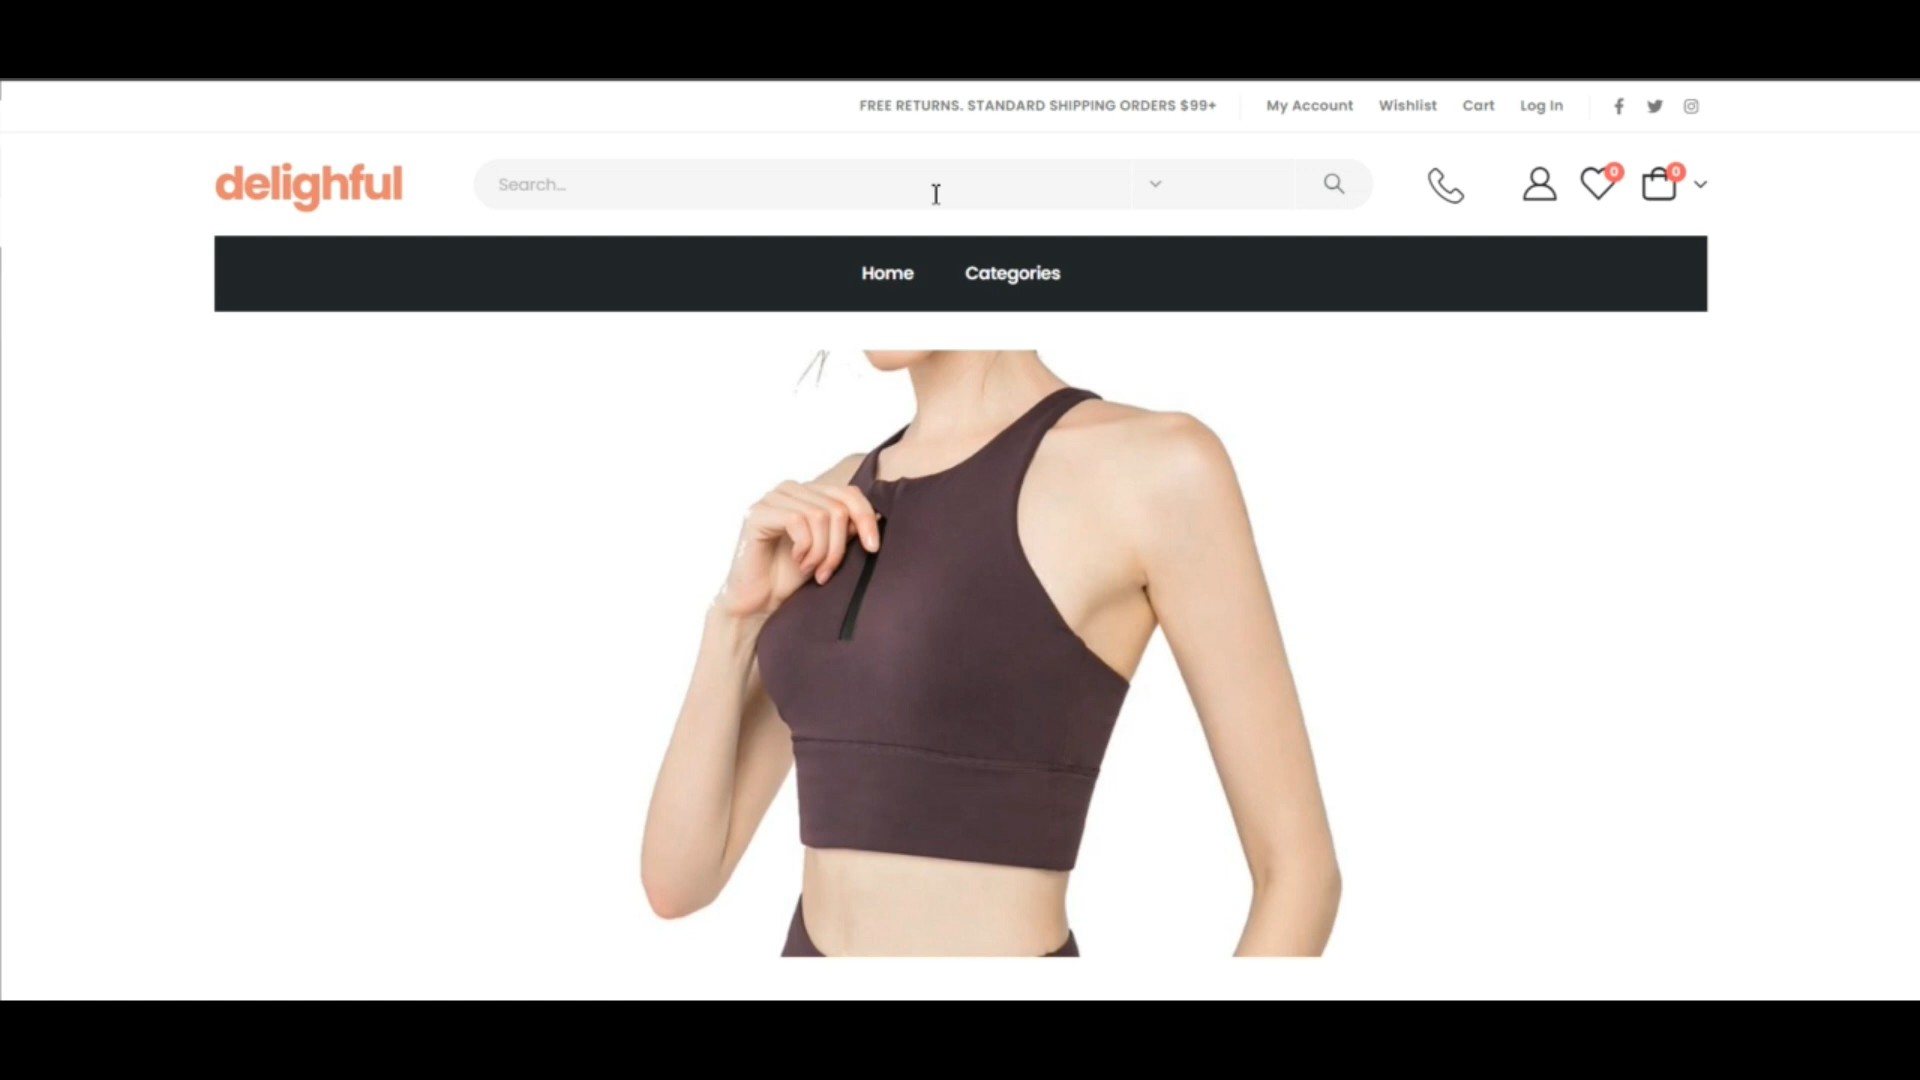 FREE RETURNS. STANDARD SHIPPING ORDERS $99+ My Account Wishlist Cart Log In
delighful Search... 0 0
Home Categories